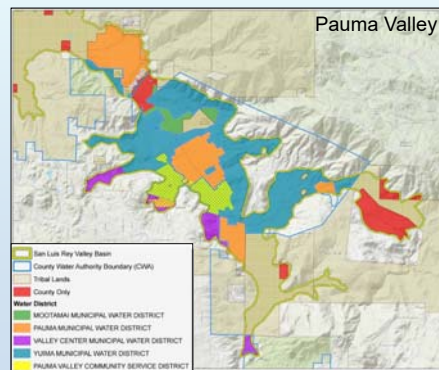 Pauma Valley
San Luis Rey Valley Basin
County Water Authority Boundary (CWA)
Tribal Lands
County Only
Water District
MOOTAMAI MUNICIPAL WATER DISTRICT
PAUMA MUNICIPAL WATER DISTRICT
VALLEY CENTER MUNICIPAL WATER DISTRICT
YUIMA MUNICIPAL WATER DISTRICT
PAUMA VALLEY COMMUNITY SERVICE DISTRICT